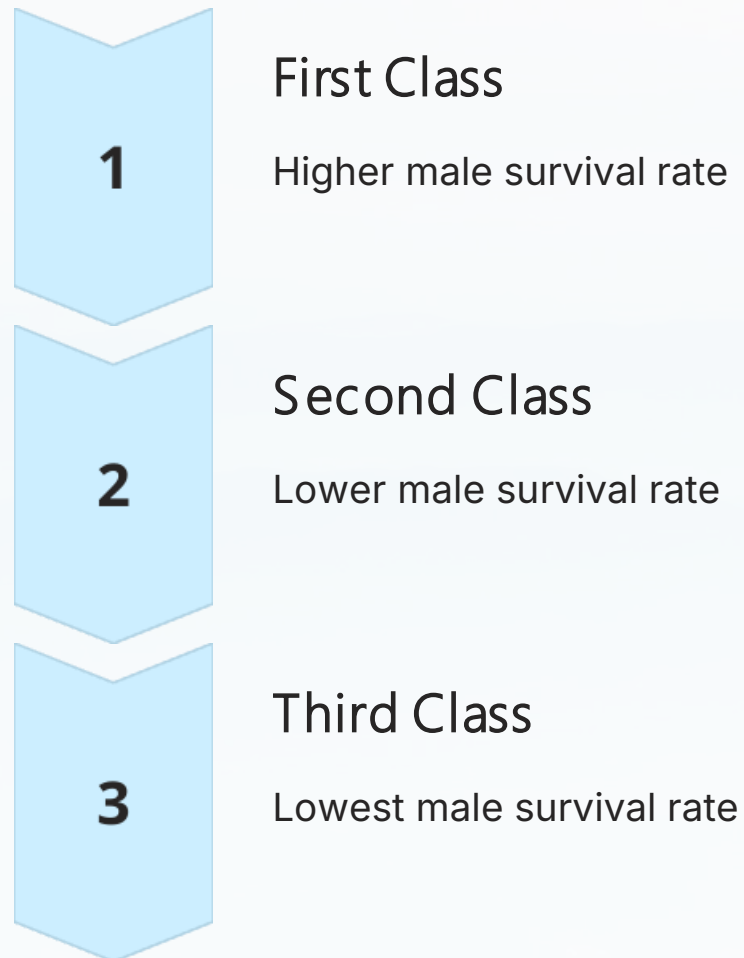 1
First Class
Higher male survival rate
2
Second Class
Lower male survival rate
3
Third Class
Lowest male survival rate